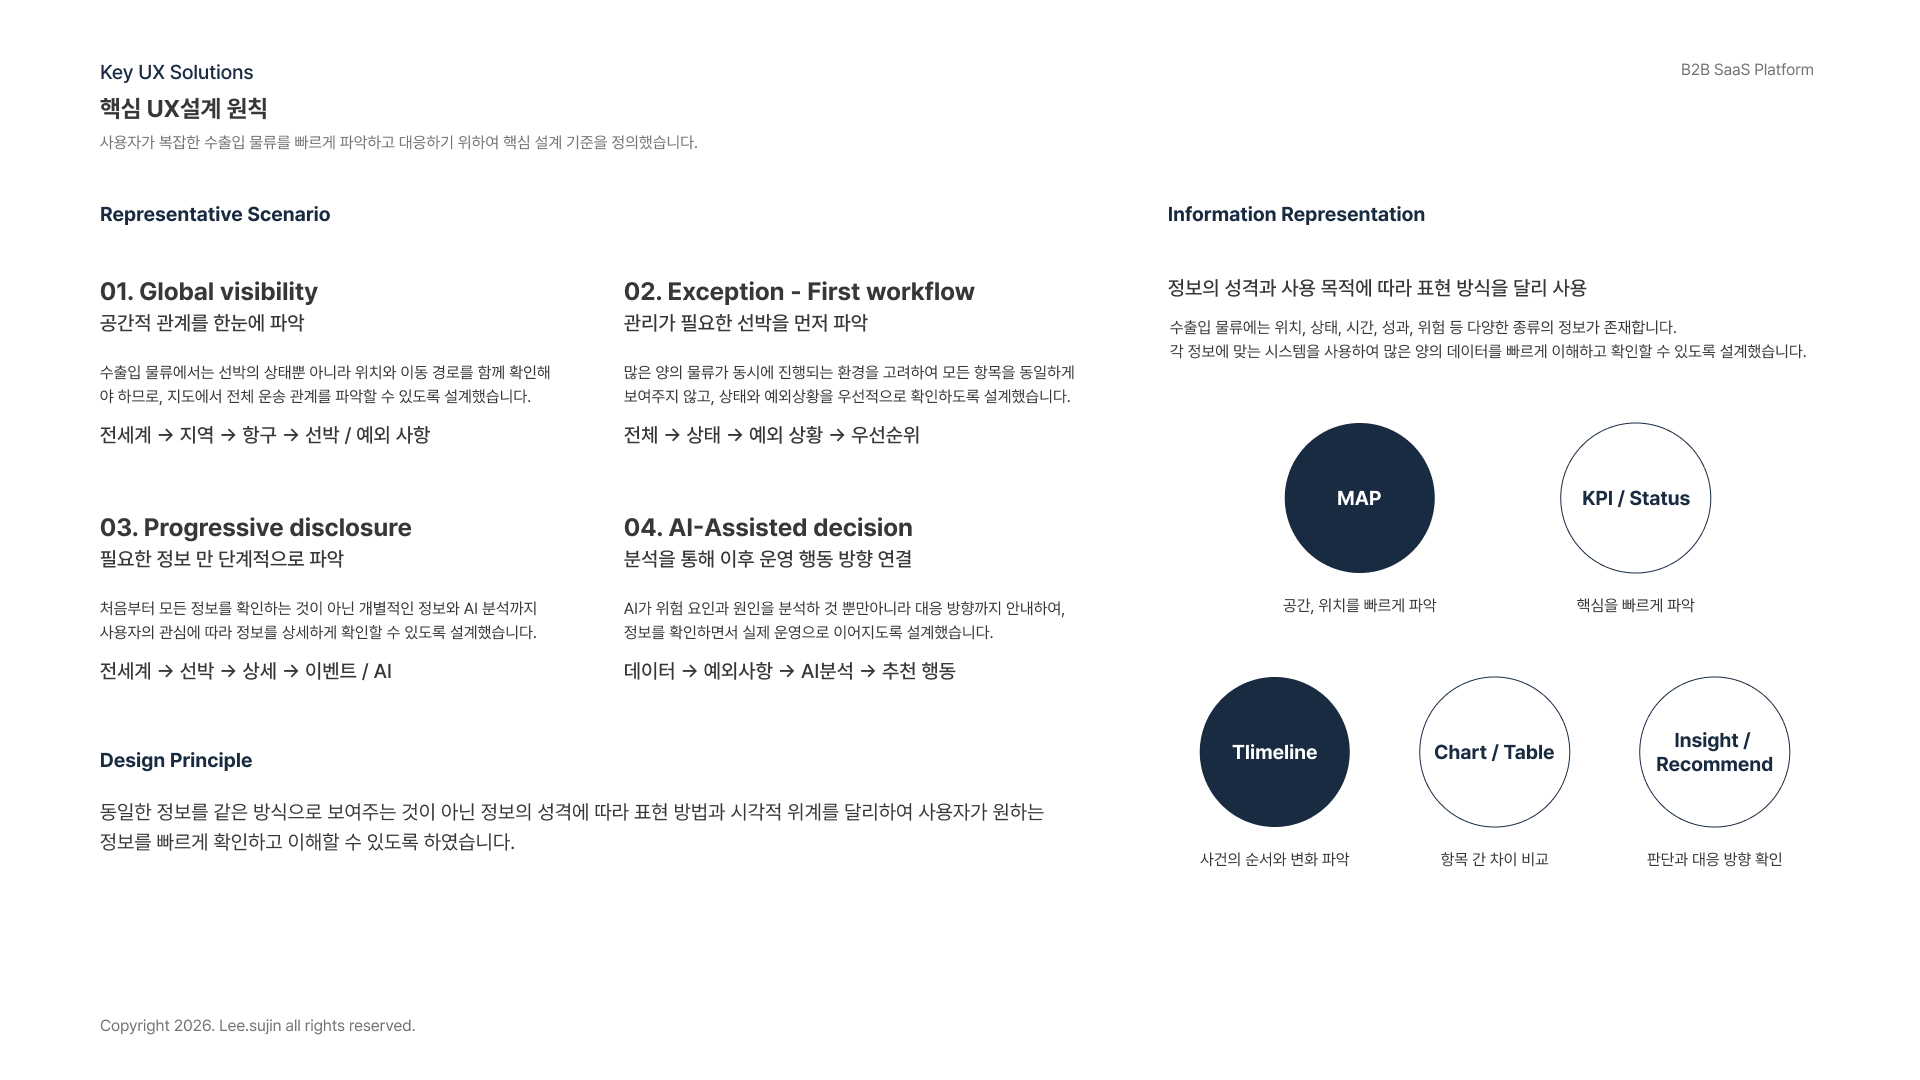 Key UX Solutions
B2B SaaS Platform
핵심 UX설계 원칙
사용자가 복잡한 수출입 물류를 빠르게 파악하고 대응하기 위하여 핵심 설계 기준을 정의했습니다.
Representative Scenario
01. Global visibility
공간적 관계를 한눈에 파악
수출입 물류에서는 선박의 상태뿐 아니라 위치와 이동 경로를 함께 확인해
야 하므로, 지도에서 전체 운송 관계를 파악할 수 있도록 설계했습니다.
전세계 → 지역 → 항구 → 선박 / 예외 사항
02. Exception - First workflow
관리가 필요한 선박을 먼저 파악
많은 양의 물류가 동시에 진행되는 환경을 고려하여 모든 항목을 동일하게
보여주지 않고, 상태와 예외상황을 우선적으로 확인하도록 설계했습니다.
전체 → 상태 → 예외 상황 → 우선순위
03. Progressive disclosure
필요한 정보 만 단계적으로 파악
처음부터 모든 정보를 확인하는 것이 아닌 개별적인 정보와 AI 분석까지
사용자의 관심에 따라 정보를 상세하게 확인할 수 있도록 설계했습니다.
전세계 → 선박 → 상세 → 이벤트 / AI
04. AI-Assisted decision
분석을 통해 이후 운영 행동 방향 연결
AI가 위험 요인과 원인을 분석하 것 뿐만아니라 대응 방향까지 안내하여,
정보를 확인하면서 실제 운영으로 이어지도록 설계했습니다.
데이터 → 예외사항 → AI분석 → 추천 행동
Design Principle
동일한 정보를 같은 방식으로 보여주는 것이 아닌 정보의 성격에 따라 표현 방법과 시각적 위계를 달리하여 사용자가 원하는
정보를 빠르게 확인하고 이해할 수 있도록 하였습니다.
Information Representation
정보의 성격과 사용 목적에 따라 표현 방식을 달리 사용
수출입 물류에는 위치, 상태, 시간, 성과, 위험 등 다양한 종류의 정보가 존재합니다.
각 정보에 맞는 시스템을 사용하여 많은 양의 데이터를 빠르게 이해하고 확인할 수 있도록 설계했습니다.
MAP
공간, 위치를 빠르게 파악
KPI / Status
핵심을 빠르게 파악
Tlimeline
사건의 순서와 변화 파악
Chart / Table
항목 간 차이 비교
Insight /
Recommend
판단과 대응 방향 확인
Copyright 2026. Lee.sujin all rights reserved.